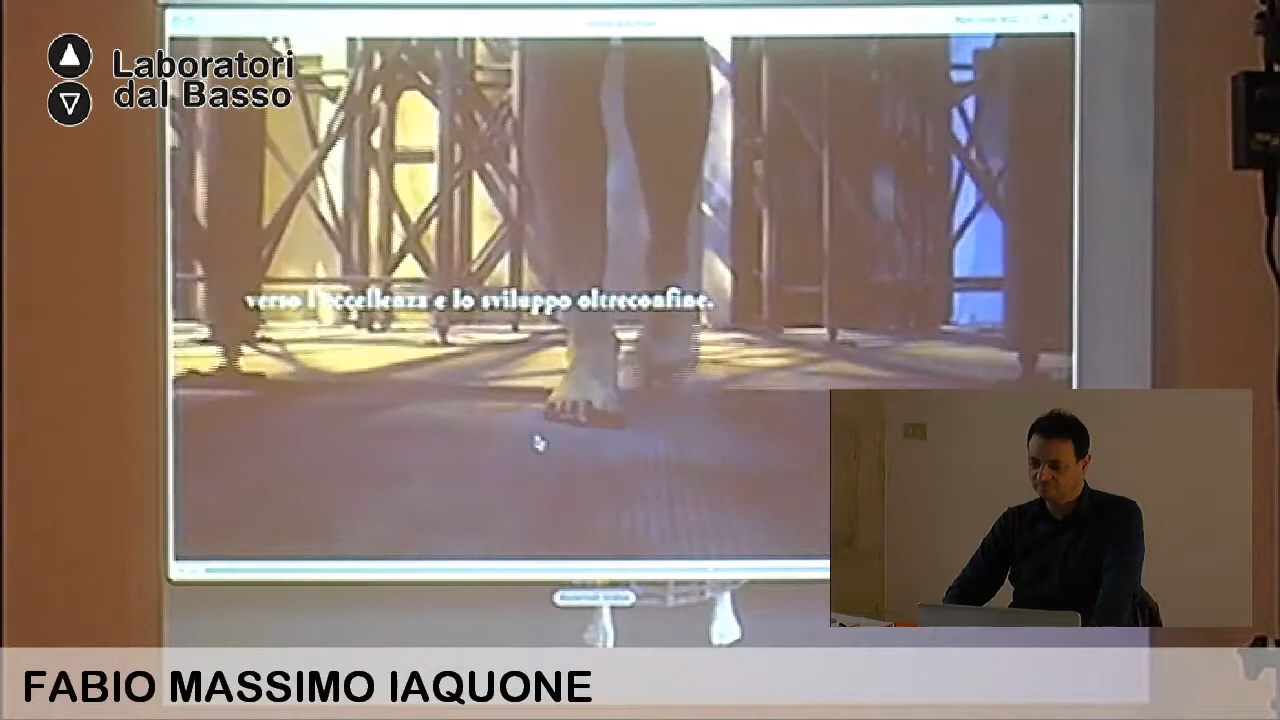 Laboratori
dal Basso
verso l'eccellenza e lo sviluppo oltreconfine.
FABIO MASSIMO IAQUONE